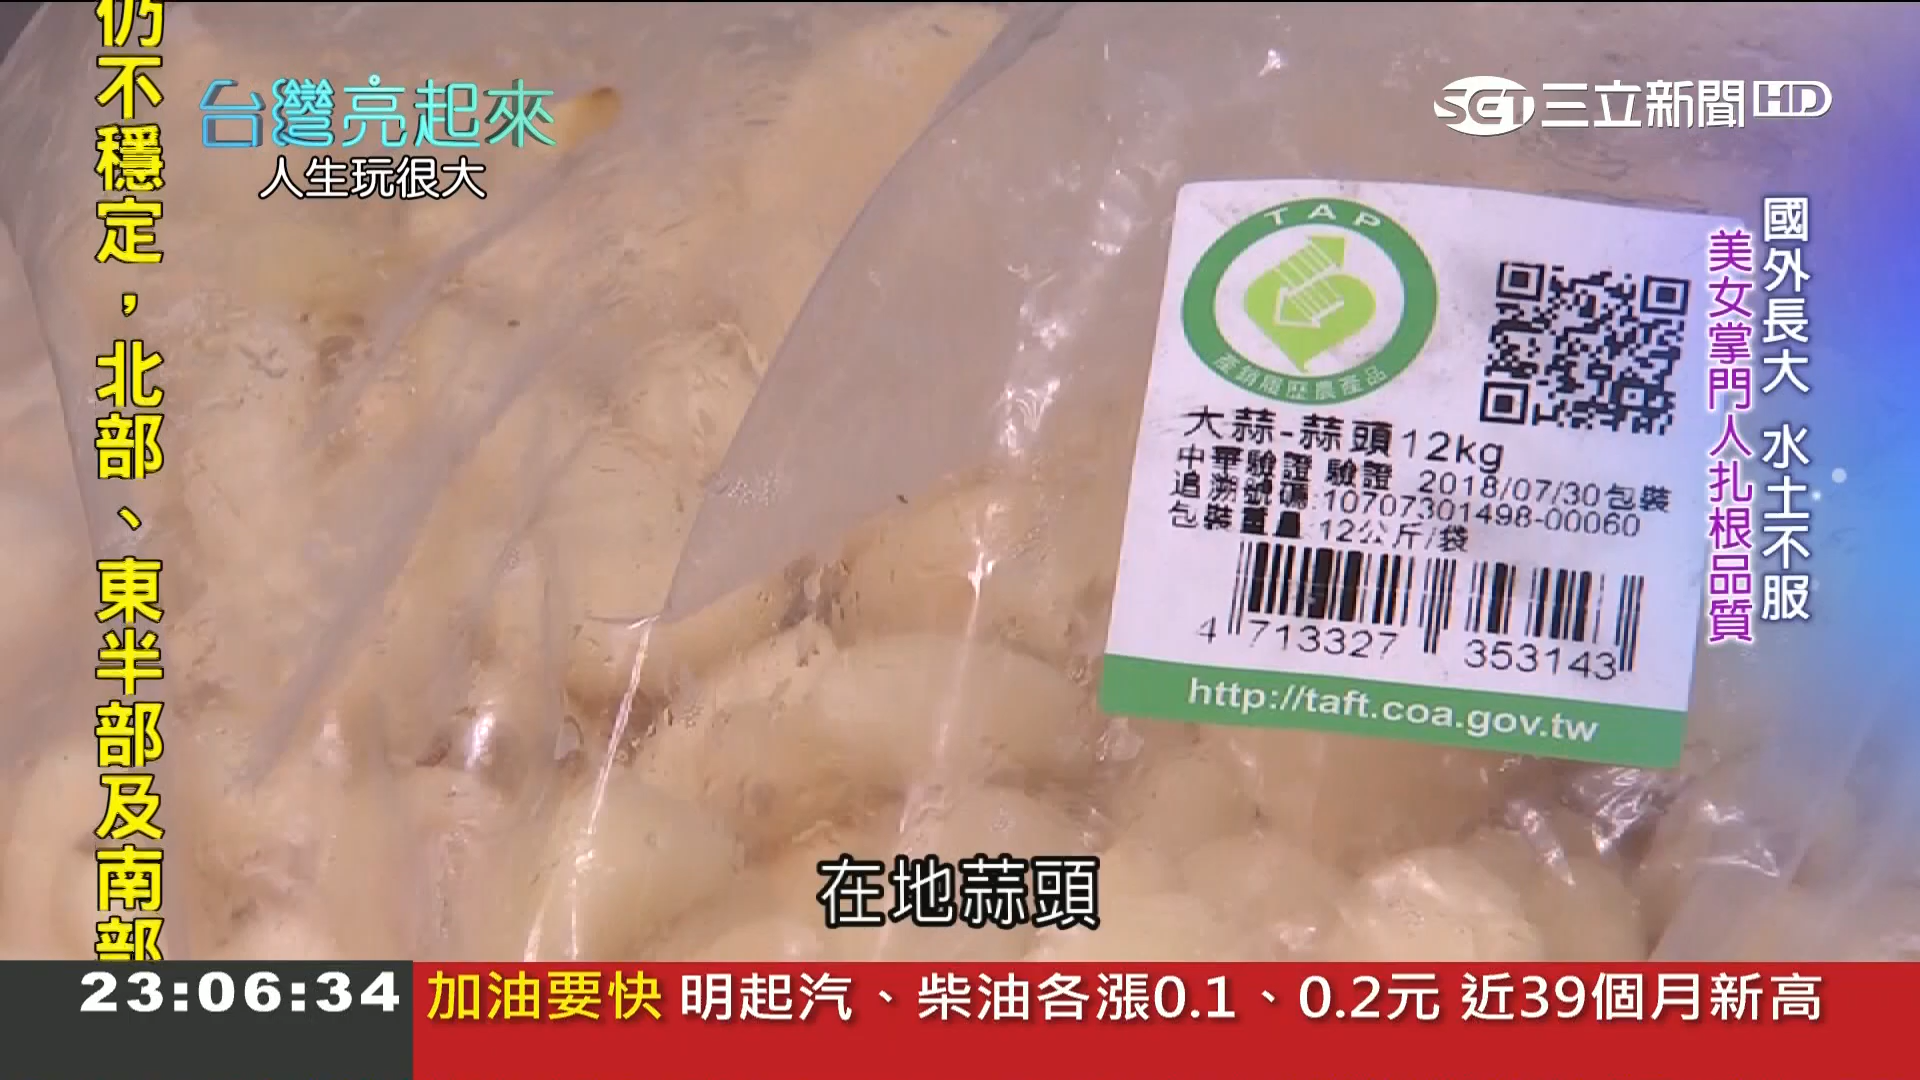 仍不穩定，北部、東半部及南部
台灣亮起來
人生玩很大
SET三立新聞HD
國外長大 水土不服
美女掌門人扎根品質
TAP
產銷履歷農產品
大蒜-蒜頭12kg
中華驗證 驗證 2018/07/30包裝
追溯號碼:10707301498-00060
包裝重量:12公斤/袋
4 713327 353143
http://taft.coa.gov.tw
在地蒜頭
23:06:34
加油要快 明起汽、柴油各漲0.1、0.2元 近39個月新高